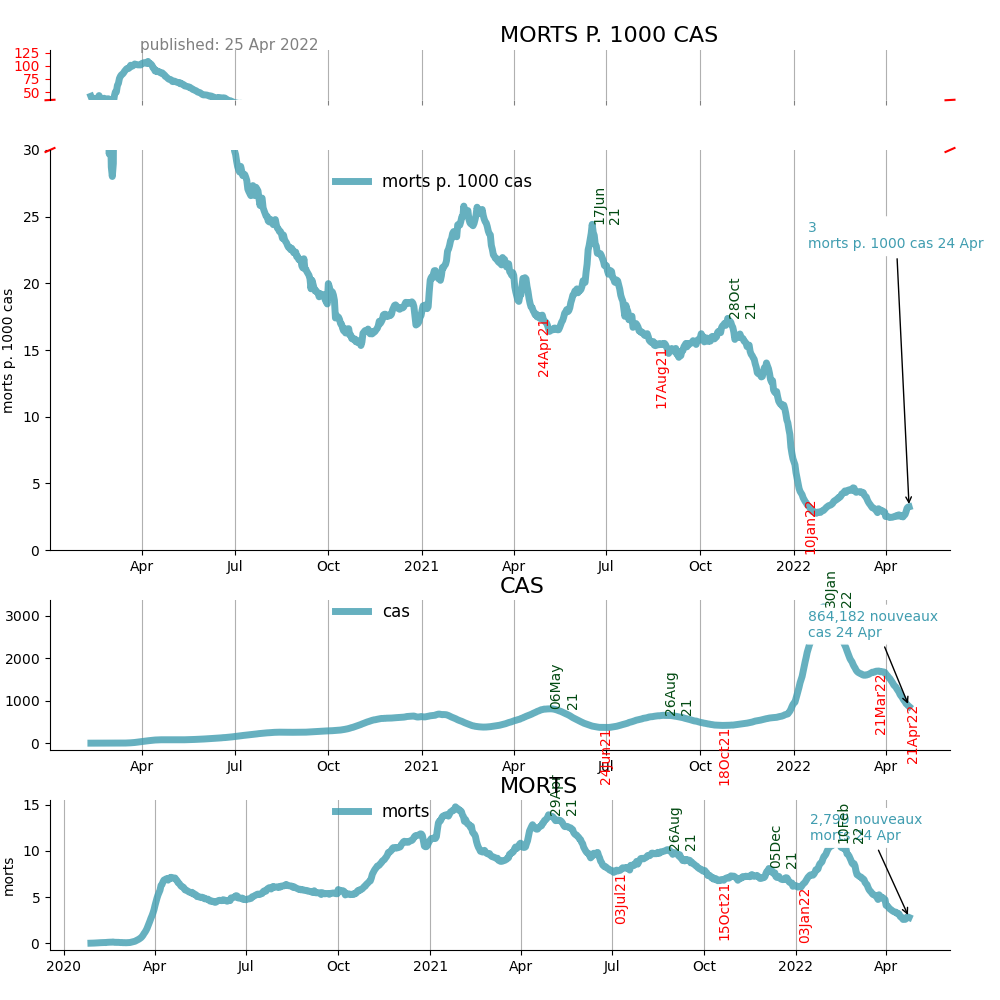 published: 25 Apr 2022
MORTS P. 1000 CAS
125
100
75
50
30
25
20
15
10
5
0
morts p. 1000 cas
morts p. 1000 cas
17Jun
21
3
morts p. 1000 cas 24 Apr
28Oct
21
24Apr21
17Aug21
10Jan22
Apr Jul Oct 2021 Apr Jul Oct 2022 Apr
CAS
3000
2000
1000
0
cas
30Jan
22
864,182 nouveaux
cas 24 Apr
06May
21
26Aug
21
21Mar22
21Apr22
24Jun21
18Oct21
Apr Jul Oct 2021 Apr Jul Oct 2022 Apr
MORTS
15
10
5
0
morts
morts
29Apr
21
26Aug
21
05Dec
21
10Feb
22
nouveaux
Apr
03Jul21
15Oct21
03Jan22
2020 Apr Jul Oct 2021 Apr Jul Oct 2022 Apr